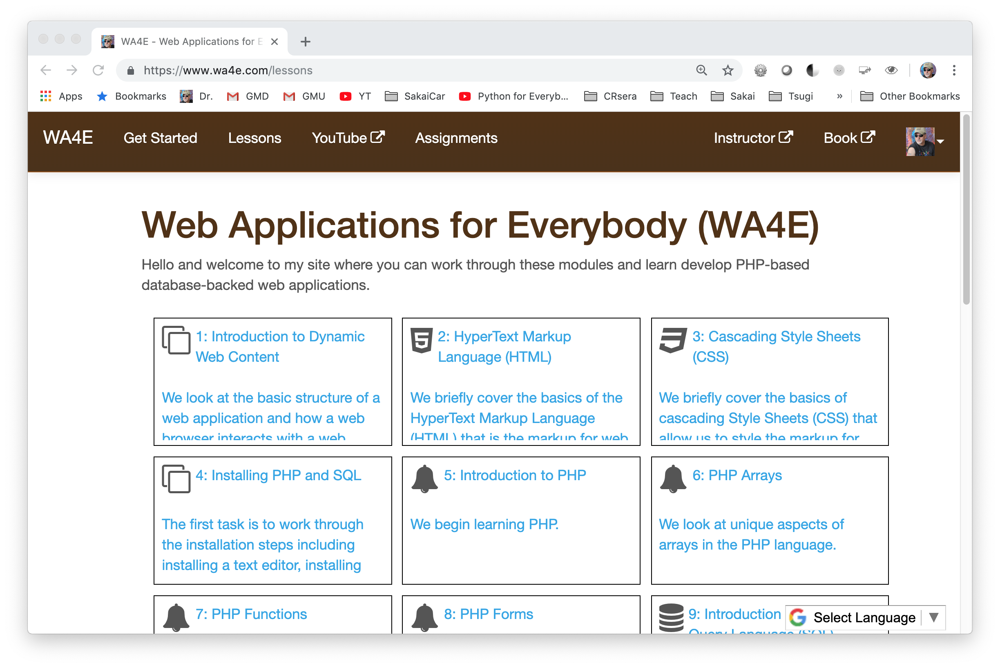 WA4E - Web Applications for E
https://www.wa4e.com/lessons
Apps Bookmarks Dr. GMD GMU YT SakaiCar Python for Everyb... CRsera Teach Sakai Tsugi » Other Bookmarks
WA4E Get Started Lessons YouTube Assignments Instructor Book
Web Applications for Everybody (WA4E)
Hello and welcome to my site where you can work through these modules and learn develop PHP-based
database-backed web applications.
1: Introduction to Dynamic
Web Content
We look at the basic structure of a
web application and how a web
browser interacts with a web
2: HyperText Markup
Language (HTML)
We briefly cover the basics of the
HyperText Markup Language
(HTML) that is the markup for web
3: Cascading Style Sheets
(CSS)
We briefly cover the basics of
cascading Style Sheets (CSS) that
allow us to style the markup for
4: Installing PHP and SQL
The first task is to work through
the installation steps including
installing a text editor, installing
5: Introduction to PHP
We begin learning PHP.
6: PHP Arrays
We look at unique aspects of
arrays in the PHP language.
7: PHP Functions
8: PHP Forms
9: Introduction
Query Language (SQL)
Select Language